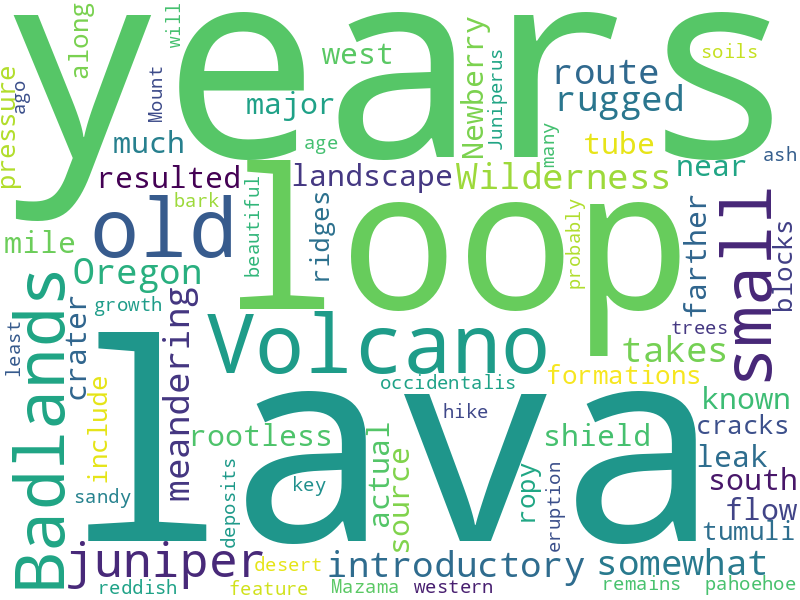 years
will
along
Mount
ago
pressure
west
major
much
age
Newberry
Juniperus
many
route
rugged
soils
tube
near
ash
resulted
landscape
Wilderness
bark
beautiful
ridges
loop
probably
farther
small
blocks
old
mile
Oregon
growth
Badlands
least
crater
meandering
Volcano
trees
takes
occidentalis
formations
known
include
lava
hike
rootless
shield
cracks
leak
actual
source
sandy
deposits
key
ropy
eruption
south
flow
tumuli
juniper
desert
introductory
somewhat
reddish
feature
Mazama
western
remains
pahoehoe